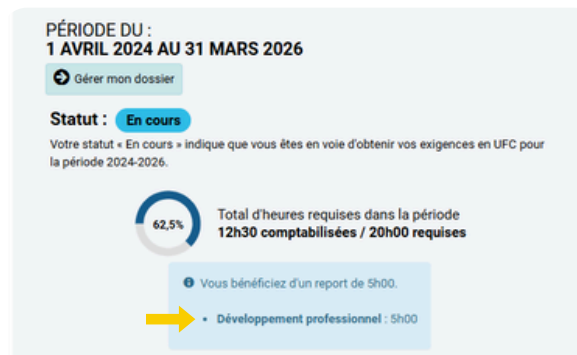 PÉRIODE DU :
1 AVRIL 2024 AU 31 MARS 2026
Gérer mon dossier
Statut : En cours
Votre statut « En cours » indique que vous êtes en voie d'obtenir vos exigences en UFC pour
la période 2024-2026.
62,5%
Total d'heures requises dans la période
12h30 comptabilisées / 20h00 requises
Vous bénéficiez d'un report de 5h00.
• Développement professionnel : 5h00